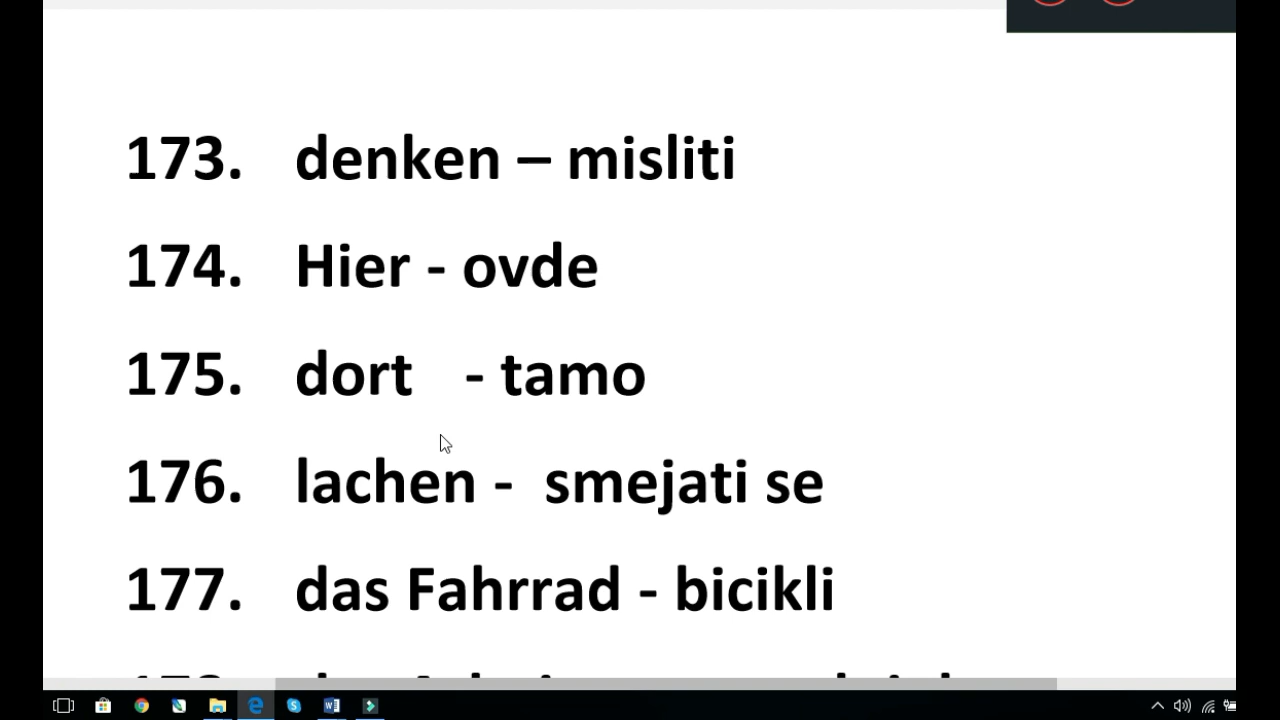 173. denken – misliti
174. Hier - ovde
175. dort - tamo
176. lachen - smejati se
177. das Fahrrad - bicikli